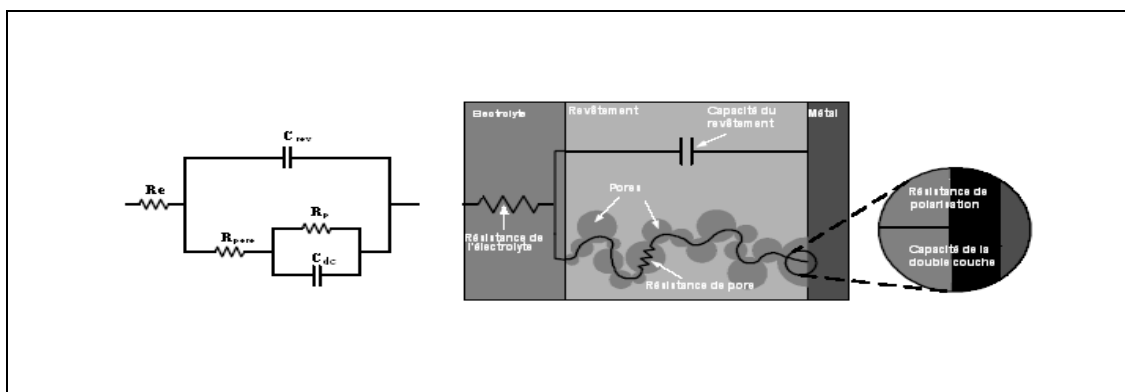 C rev
Re
R pore
R p
C dc
Electrolyte
Revêtement
Capacité du
revêtement
Métal
Pores
Résistance de
l'électrolyte
Résistance de pore
Résistance de
polarisation
Capacité de la
double couche